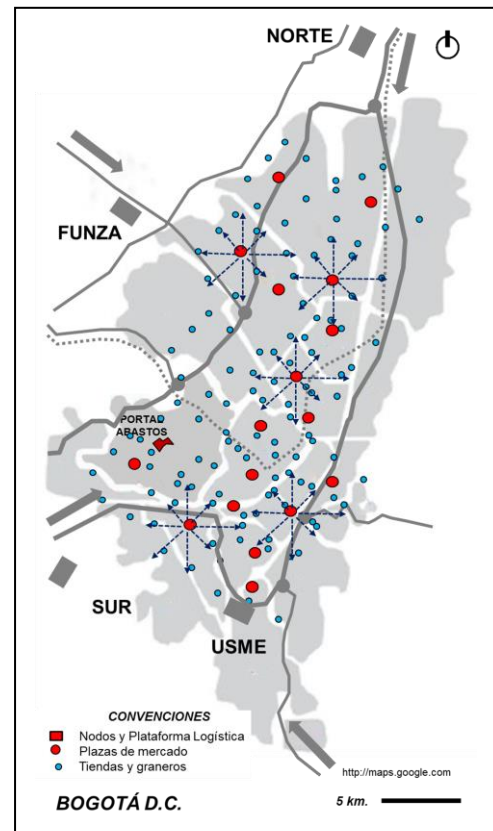 NORTE
FUNZA
PORTAL
ABASTOS
SUR
USME
CONVENCIONES
Nodos y Plataforma Logística
Plazas de mercado
Tiendas y graneros
http://maps.google.com
BOGOTÁ D.C.
5 km.